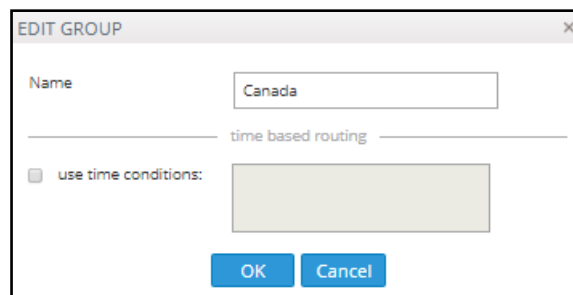 EDIT GROUP ×
Name
Canada
time based routing
use time conditions:
OK Cancel